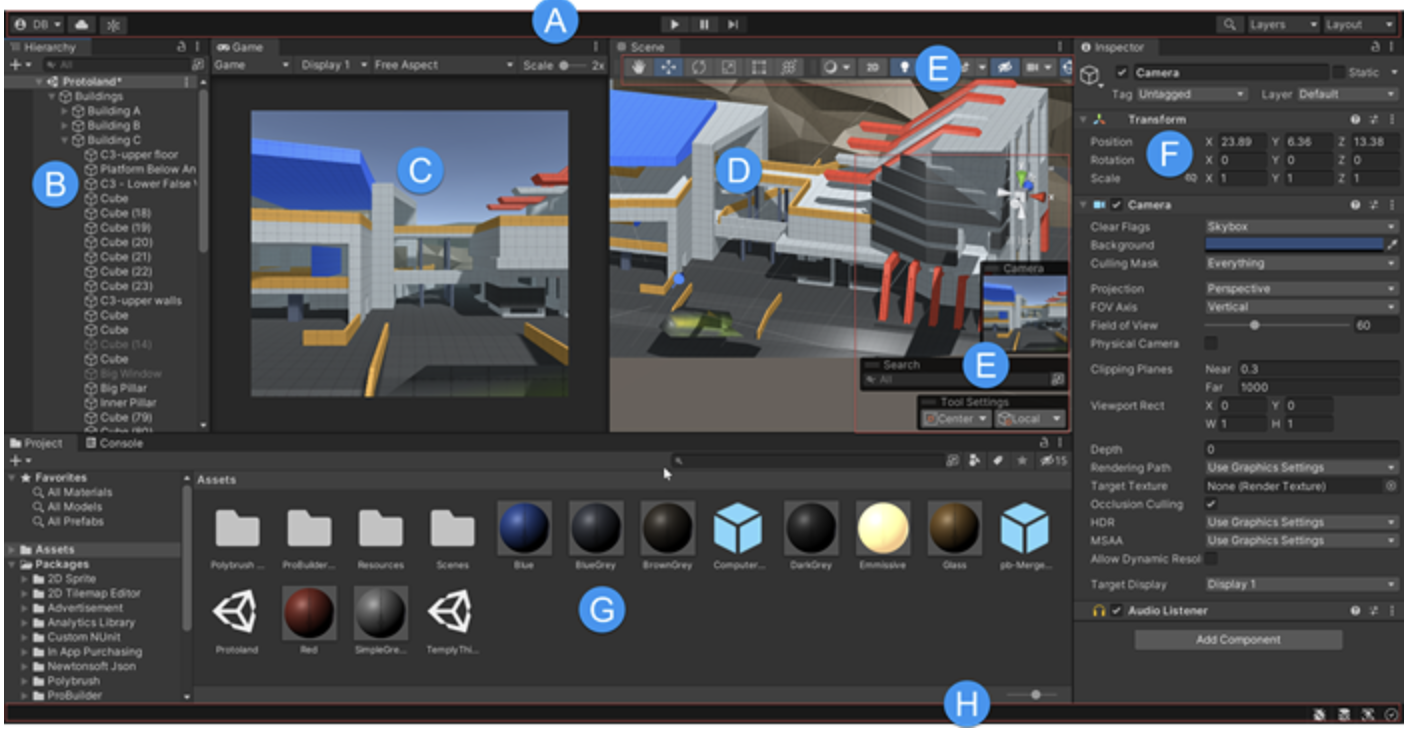 DB
A
Layers
Layout
Hierarchy
Game
Scene
Inspector
All
Game
Display 1
Free Aspect
Scale
2x
2D
E
Camera
Static
Tag Untagged
Layer Default
Protoland*
Buildings
Building A
Building B
Building C
C3-upper floor
Platform Below An
C3 - Lower False
Cube
Cube (18)
Cube (19)
Cube (20)
Cube (21)
Cube (22)
Cube (23)
C3-upper walls
Cube
Cube
Cube (14)
Cube
Big Window
Big Pillar
Inner Pillar
Cube (79)
Cube (80)
B
C
D
Camera
E
Search
All
Tool Settings
Center
Local
Transform
Position X 23.89 Y 6.36 Z 13.38
Rotation X 0 Y 0 Z 0
Scale X 1 Y 1 Z 1
F
Camera
Clear Flags Skybox
Background
Culling Mask Everything
Projection Perspective
FOV Axis Vertical
Field of View 60
Physical Camera
Clipping Planes Near 0.3
Far 1000
Viewport Rect X 0 Y 0
W 1 H 1
Depth 0
Rendering Path Use Graphics Settings
Target Texture None (Render Texture)
Occlusion Culling
HDR Use Graphics Settings
MSAA Use Graphics Settings
Allow Dynamic Resol
Target Display Display 1
Audio Listener
Add Component
Project
Console
15
Favorites
All Materials
All Models
All Prefabs
Assets
Packages
2D Sprite
2D Tilemap Editor
Advertisement
Analytics Library
Custom NUnit
In App Purchasing
Newtonsoft Json
Polybrush
ProBuilder
Assets
Polybrush ...
ProBuilder...
Resources
Scenes
Blue
BlueGrey
BrownGrey
Computer...
DarkGrey
Emmissive
Glass
pb-Merge...
Protoland
Red
SimpleGre...
TemplyThi...
G
H